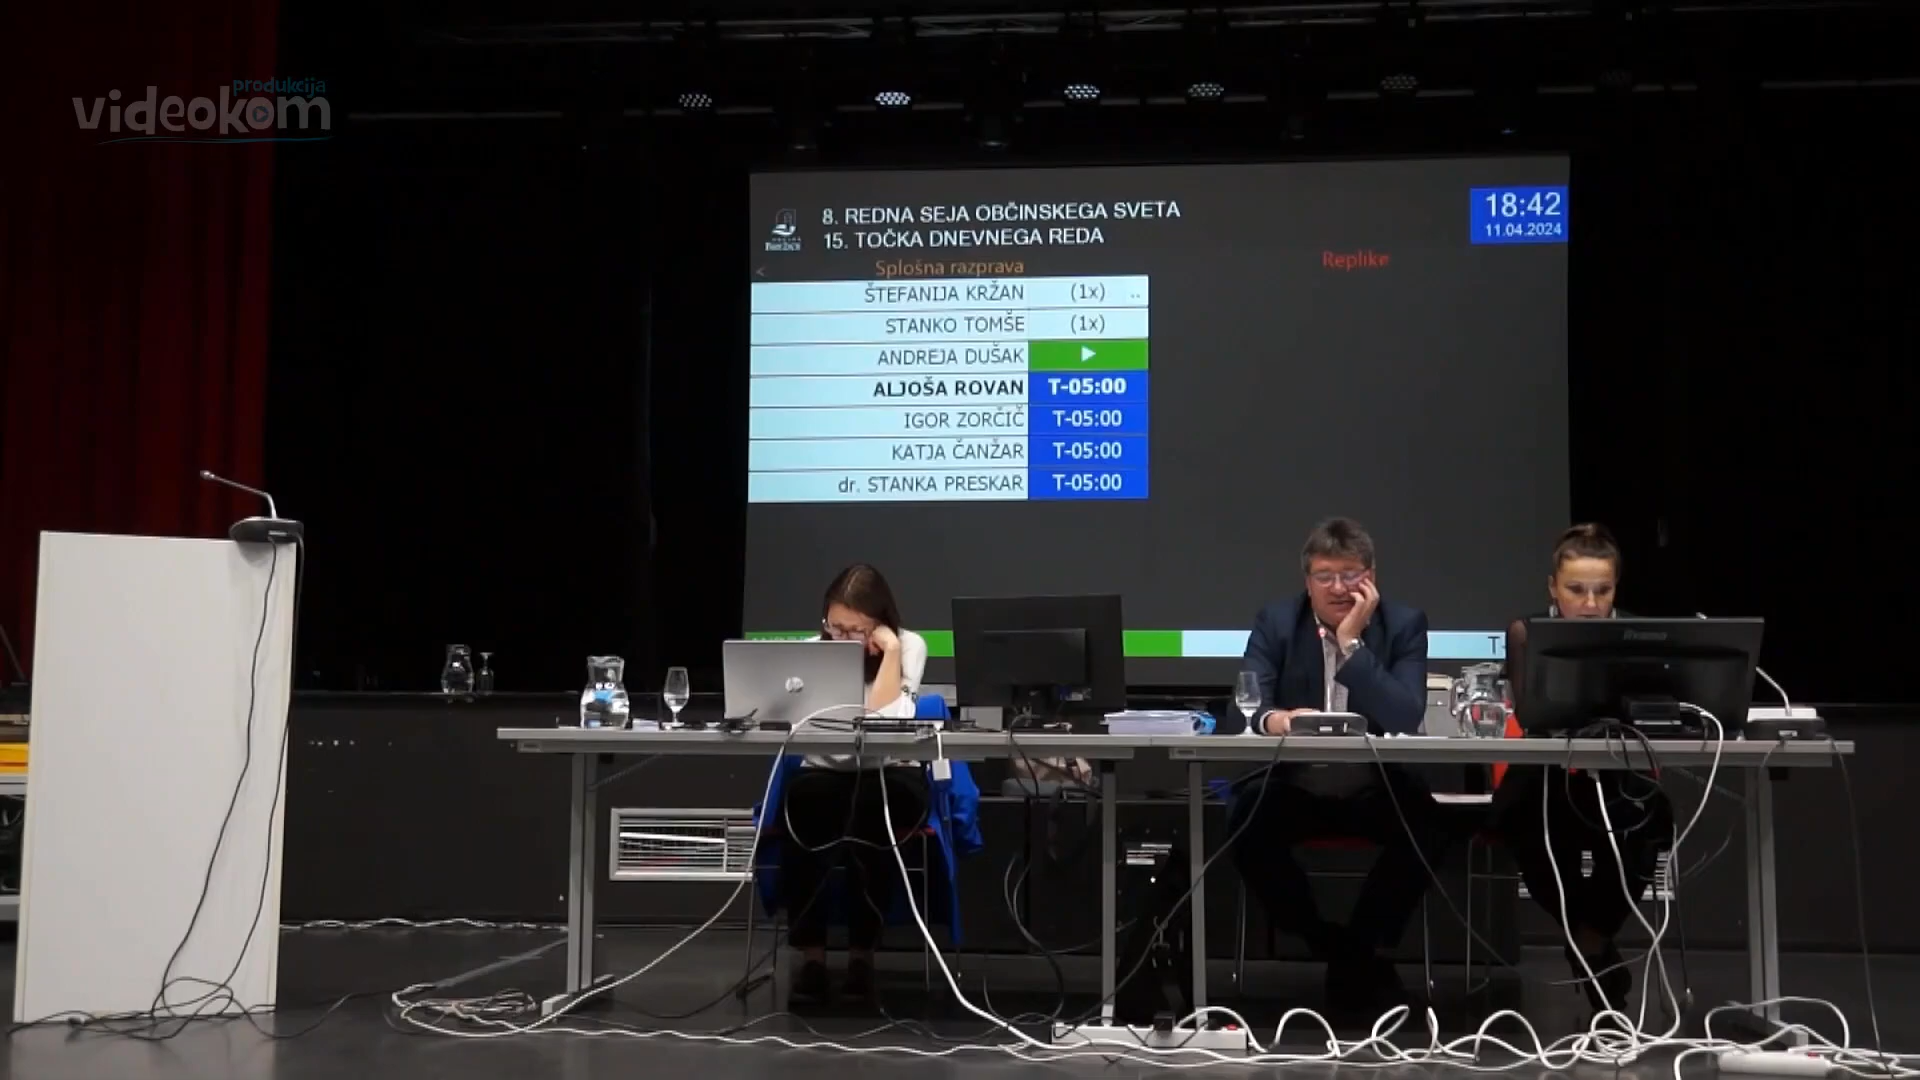 produkcija
videokom
8. REDNA SEJA OBČINSKEGA SVETA
15. TOČKA DNEVNEGA REDA
18:42
11.04.2024
< Splošna razprava
Replike
ŠTEFANIJA KRŽAN (1x) ..
STANKO TOMŠE (1x)
ANDREJA DUŠAK
ALJOŠA ROVAN T-05:00
IGOR ZORČIČ T-05:00
KATJA ČANŽAR T-05:00
dr. STANKA PRESKAR T-05:00
hp